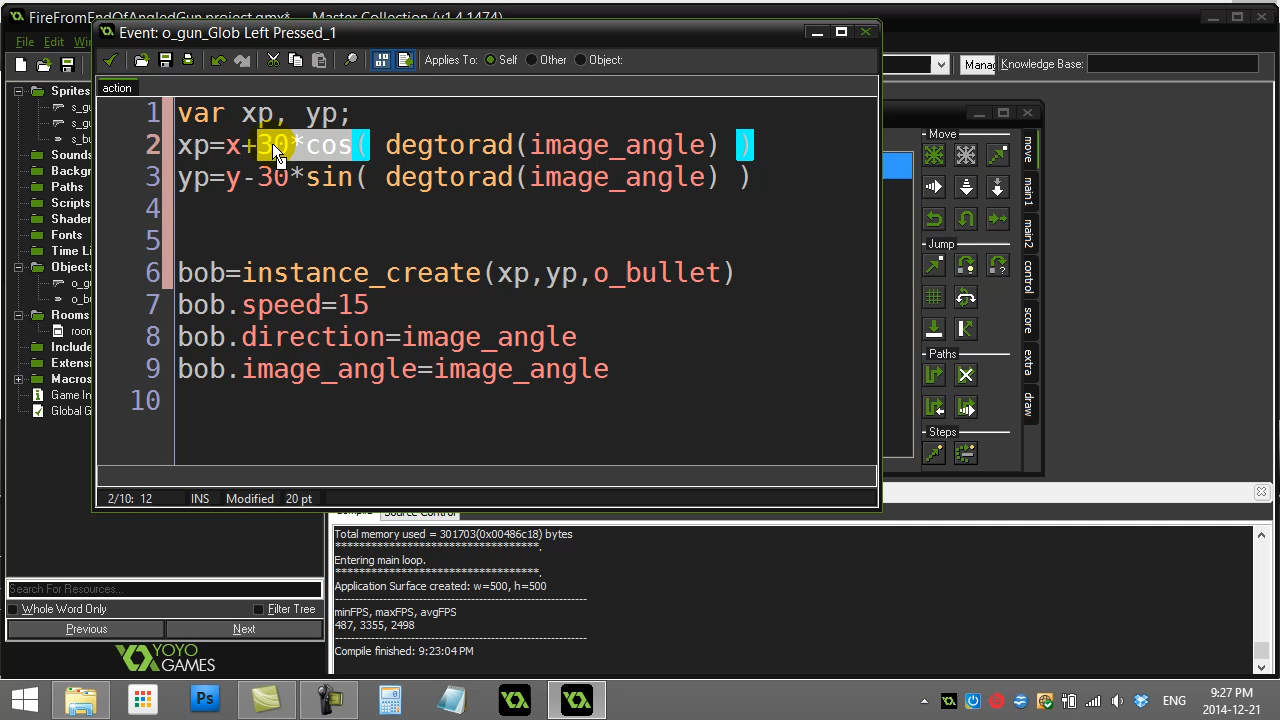 FireFromEndOfAngledGun.project.gmx* — Master Collection (v1.4.1474)
File Edit
Event: o_gun_Glob Left Pressed_1
Applies To: Self Other Object:
Knowledge Base:
action
1 var xp, yp;
2 xp=x+30*cos( degtorad(image_angle) )
3 yp=y-30*sin( degtorad(image_angle) )
4
5
6 bob=instance_create(xp,yp,o_bullet)
7 bob.speed=15
8 bob.direction=image_angle
9 bob.image_angle=image_angle
10
2/10: 12 INS Modified 20 pt
Sprites
Sounds
Paths
Scripts
Fonts
Objects
Rooms
Macros
Move
Jump
Paths
Steps
move
main1
main2
control
score
extra
draw
Source Control
Total memory used = 301703(0x00486c18) bytes
**********************************.
Entering main loop.
**********************************.
Application Surface created: w=500, h=500
minFPS, maxFPS, avgFPS
487, 3355, 2498
Compile finished: 9:23:04 PM
Search For Resources...
Whole Word Only Filter Tree
Previous Next
YOYO
GAMES
Ps
ENG
9:27 PM
2014-12-21